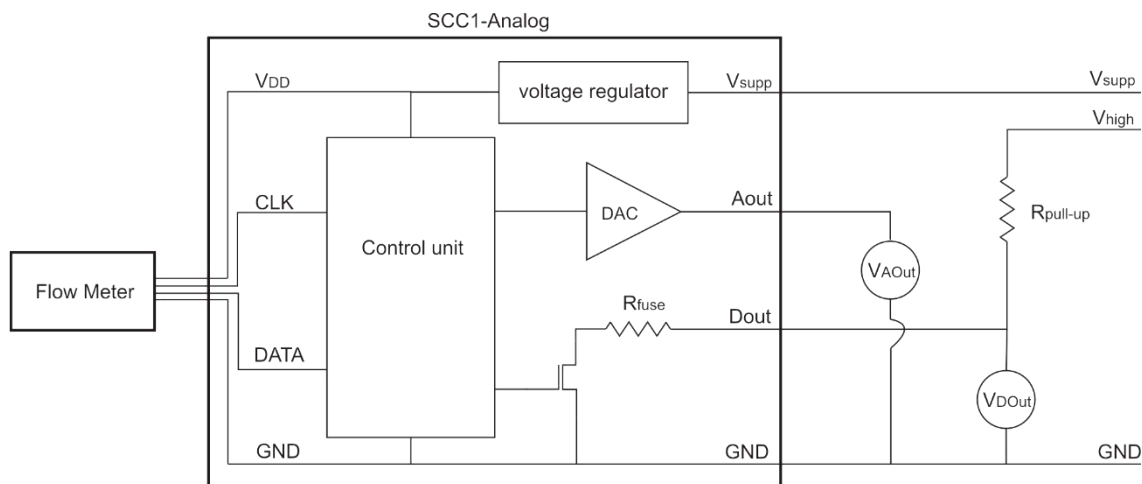 SCC1-Analog
VDD
voltage regulator
Vsupp
Vsupp
Vhigh
CLK
DAC
Aout
Rpull-up
Control unit
VAOut
Flow Meter
Rfuse
Dout
DATA
VDOut
GND
GND
GND